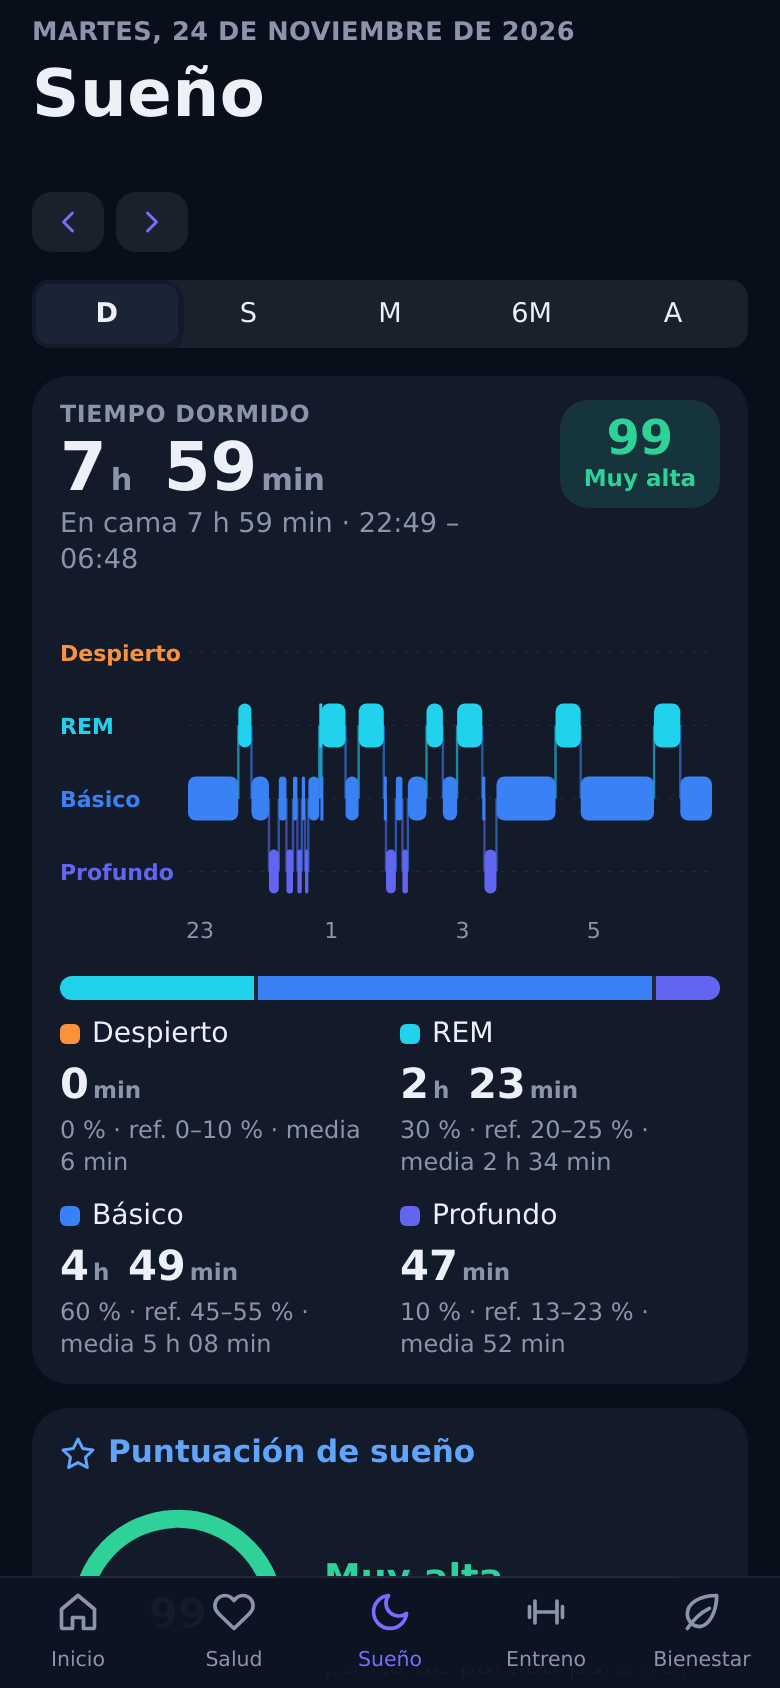 MARTES, 24 DE NOVIEMBRE DE 2026
Sueño
D S M 6M A
TIEMPO DORMIDO
7 h 59 min
99
Muy alta
En cama 7 h 59 min · 22:49 –
06:48
Despierto
REM
Básico
Profundo
23 1 3 5
Despierto
0 min
0 % · ref. 0–10 % · media
6 min
REM
2 h 23 min
30 % · ref. 20–25 % ·
media 2 h 34 min
Básico
4 h 49 min
60 % · ref. 45–55 % ·
media 5 h 08 min
Profundo
47 min
10 % · ref. 13–23 % ·
media 52 min
Puntuación de sueño
Muy alta
99
Inicio Salud Sueño Entreno Bienestar